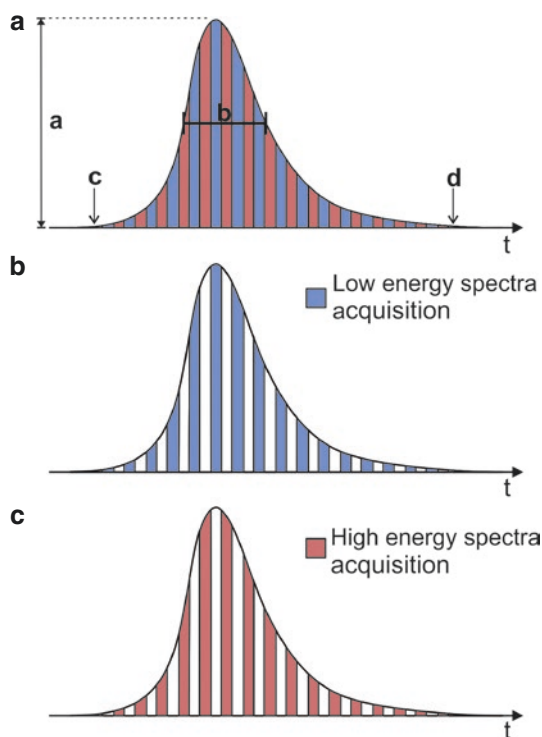 a
a
b
c
d
t
b
Low energy spectra
acquisition
t
c
High energy spectra
acquisition
t